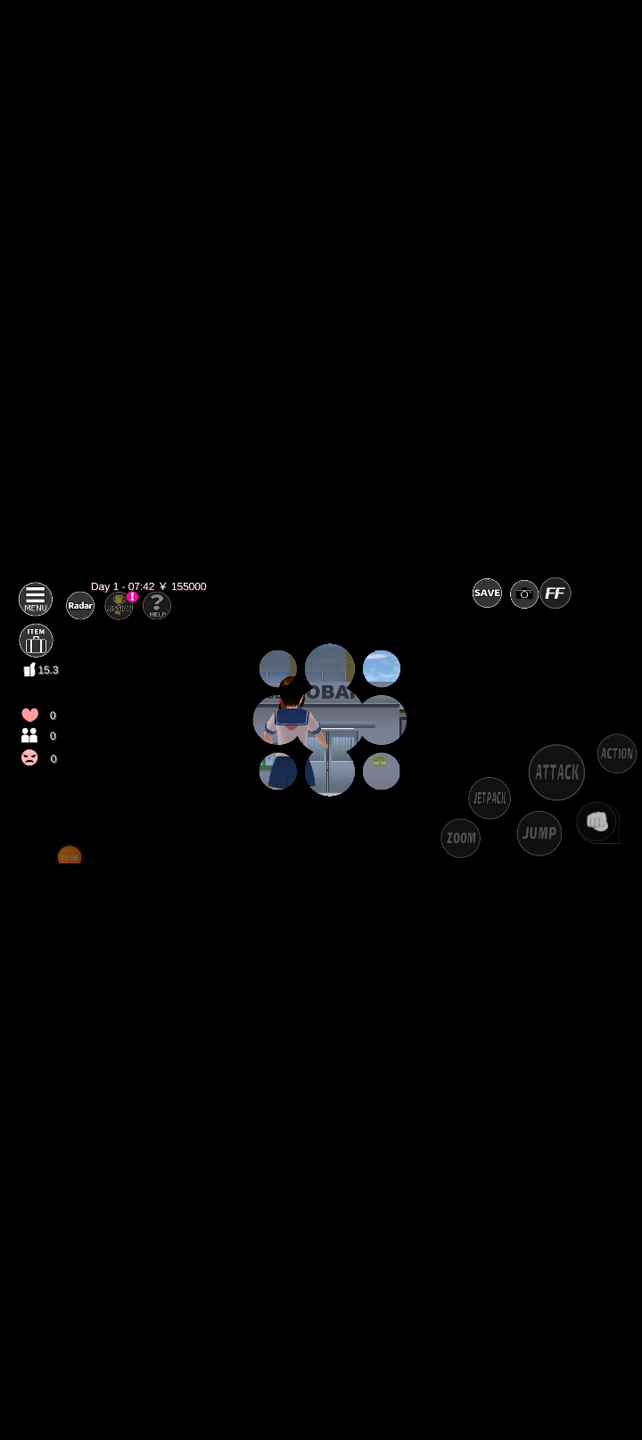 Day 1 - 07:42 ¥ 155000
MENU
Radar
MISSION
!
?
HELP
SAVE
FF
ITEM
15.3
OBA
0
0
0
ACTION
ATTACK
JETPACK
ZOOM
JUMP